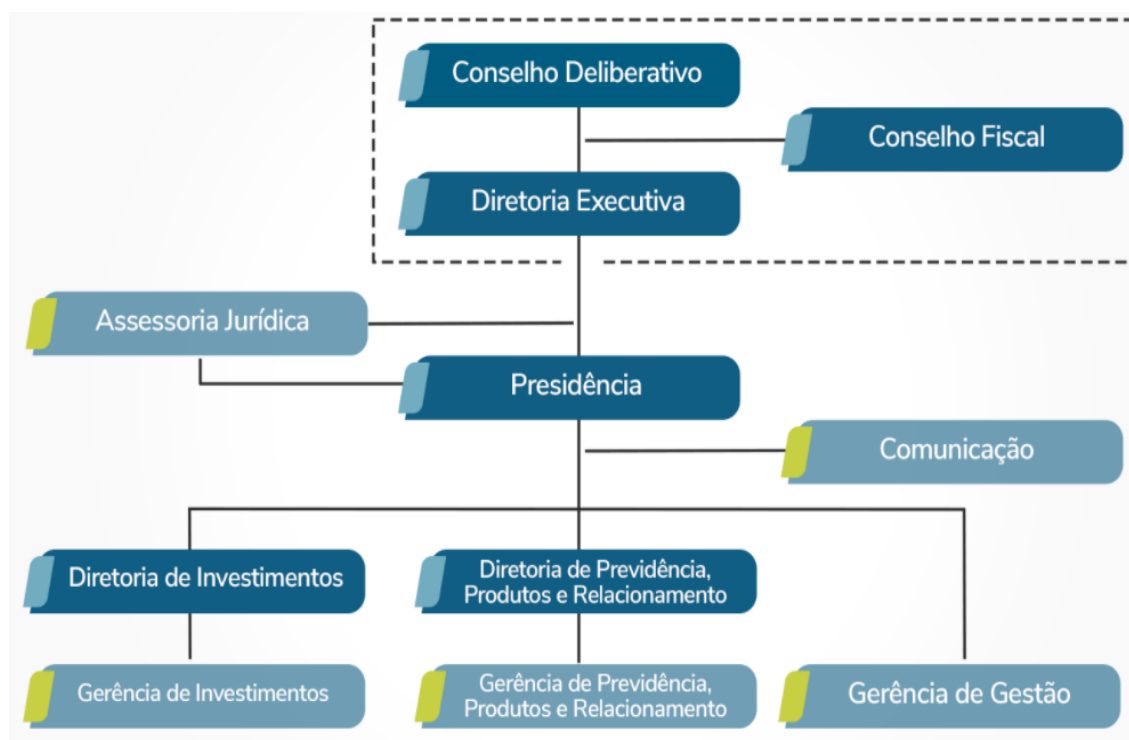 Conselho Deliberativo
Conselho Fiscal
Diretoria Executiva
Assessoria Jurídica
Presidência
Comunicação
Diretoria de Investimentos
Diretoria de Previdência,
Produtos e Relacionamento
Gerência de Investimentos
Gerência de Previdência,
Produtos e Relacionamento
Gerência de Gestão